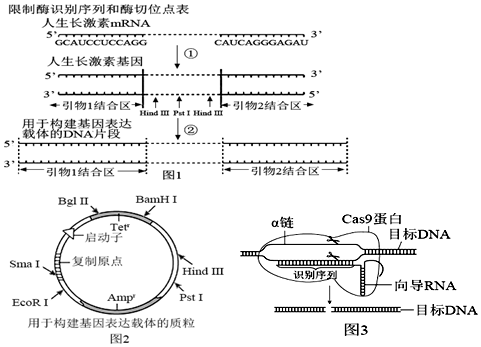 限制酶识别序列和酶切位点表
人生长激素mRNA
5' 3'
GCAUCCUCCAGG CAUCAGGGAGAU
①
人生长激素基因
5' 3'
3' 5'
引物1结合区 Hind III Pst I Hind III 引物2结合区
②
用于构建基因表达
载体的DNA片段
5' 3'
3' 5'
引物1结合区 图1 引物2结合区
Bgl II BamH I
Tetʳ
启动子
复制原点
Sma I
Hind III
EcoR I
Pst I
Ampʳ
用于构建基因表达载体的质粒
图2
Cas9蛋白
α链
目标DNA
识别序列
向导RNA
目标DNA
图3